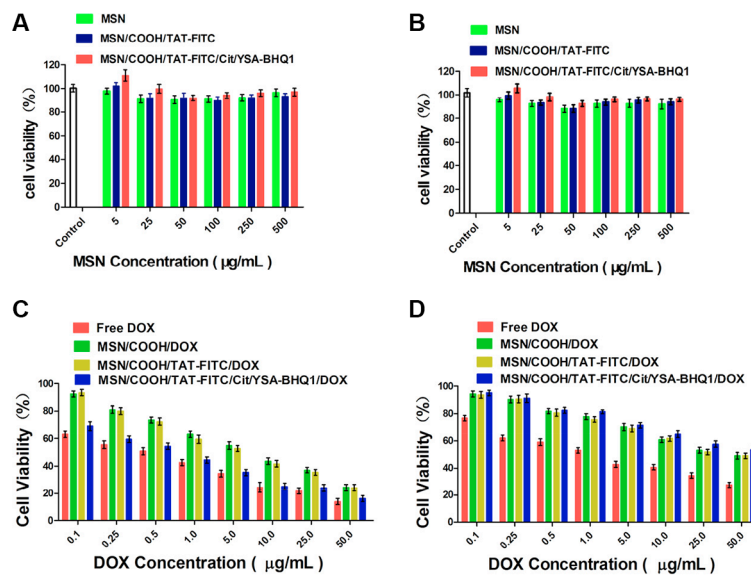 A
MSN
MSN/COOH/TAT-FITC
MSN/COOH/TAT-FITC/Cit/YSA-BHQ1
cell viability (%)
120
100
80
60
40
20
0
Control
5
25
50
100
250
500
MSN Concentration ( μg/mL )
B
MSN
MSN/COOH/TAT-FITC
MSN/COOH/TAT-FITC/Cit/YSA-BHQ1
cell viability (%)
120
100
80
60
40
20
0
Control
5
25
50
100
250
500
MSN Concentration ( μg/mL )
C
Free DOX
MSN/COOH/DOX
MSN/COOH/TAT-FITC/DOX
MSN/COOH/TAT-FITC/Cit/YSA-BHQ1/DOX
Cell Viability (%)
100
80
60
40
20
0
0.1
0.25
0.5
1.0
5.0
10.0
25.0
50.0
DOX Concentration ( μg/mL )
D
Free DOX
MSN/COOH/DOX
MSN/COOH/TAT-FITC/DOX
MSN/COOH/TAT-FITC/Cit/YSA-BHQ1/DOX
Cell Viability (%)
100
80
60
40
20
0
0.1
0.25
0.5
1.0
5.0
10.0
25.0
50.0
DOX Concentration ( μg/mL )